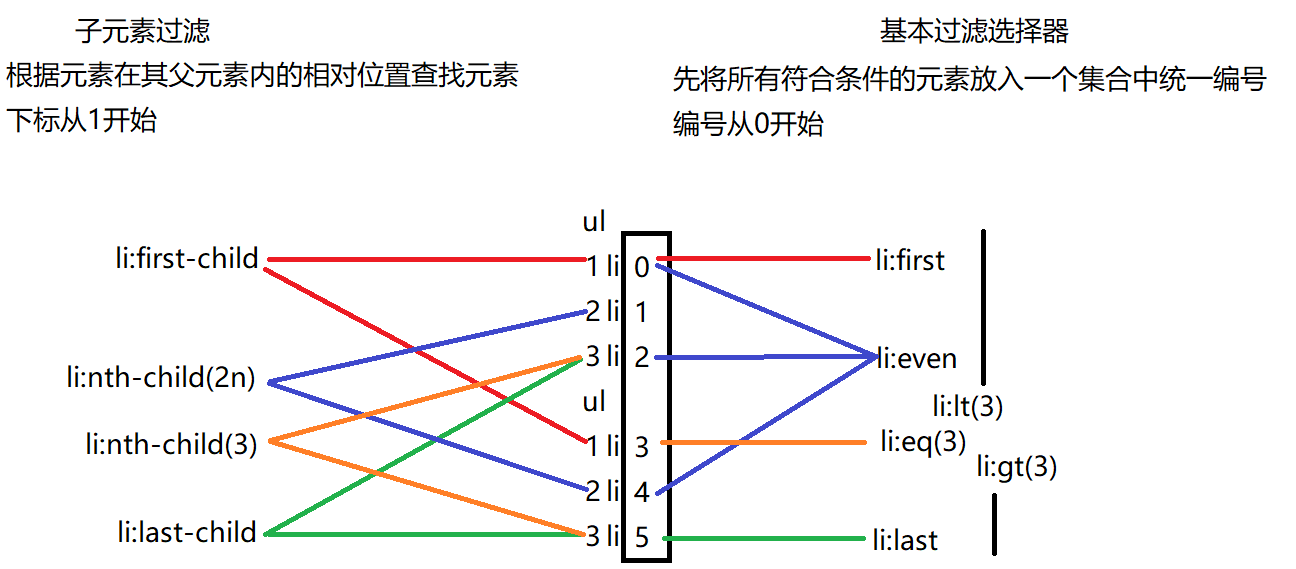 子元素过滤
根据元素在其父元素内的相对位置查找元素
下标从1开始
基本过滤选择器
先将所有符合条件的元素放入一个集合中统一编号
编号从0开始
ul
li:first-child
1 li 0
li:first
2 li 1
3 li 2
li:even
li:nth-child(2n)
ul
li:lt(3)
li:nth-child(3)
1 li 3
li:eq(3)
li:gt(3)
2 li 4
li:last-child
3 li 5
li:last